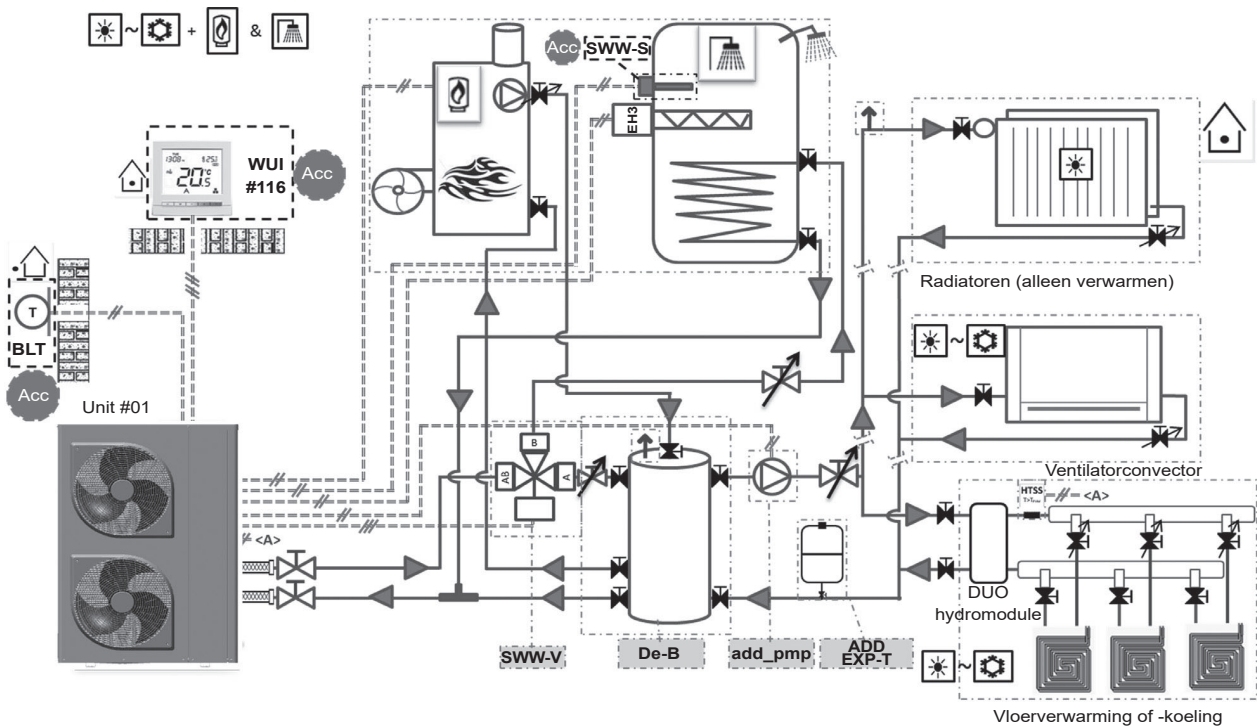 +
&
Acc
SWW-S
EH3
1308
20.5 °C
A
WUI
#116
Acc
T
BLT
Acc
Unit #01
Radiatoren (alleen verwarmen)
Ventilatorconvector
B
AB
A
<A>
HTSS
<A>
DUO
hydromodule
SWW-V
De-B
add_pmp
ADD
EXP-T
Vloerverwarming of -koeling